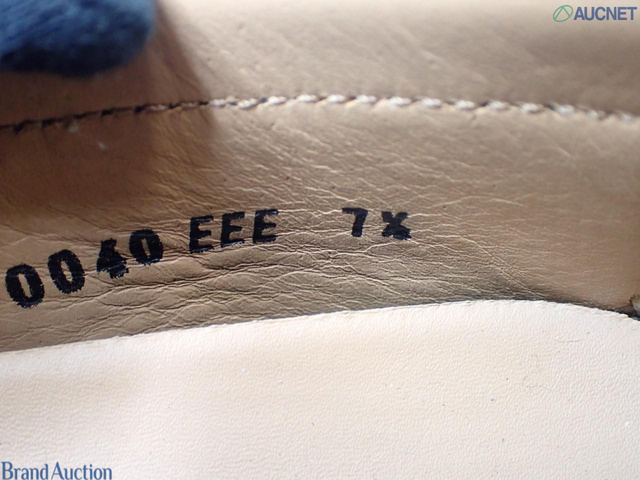 AUCNET
0040 EEE 7X
Brand Auction